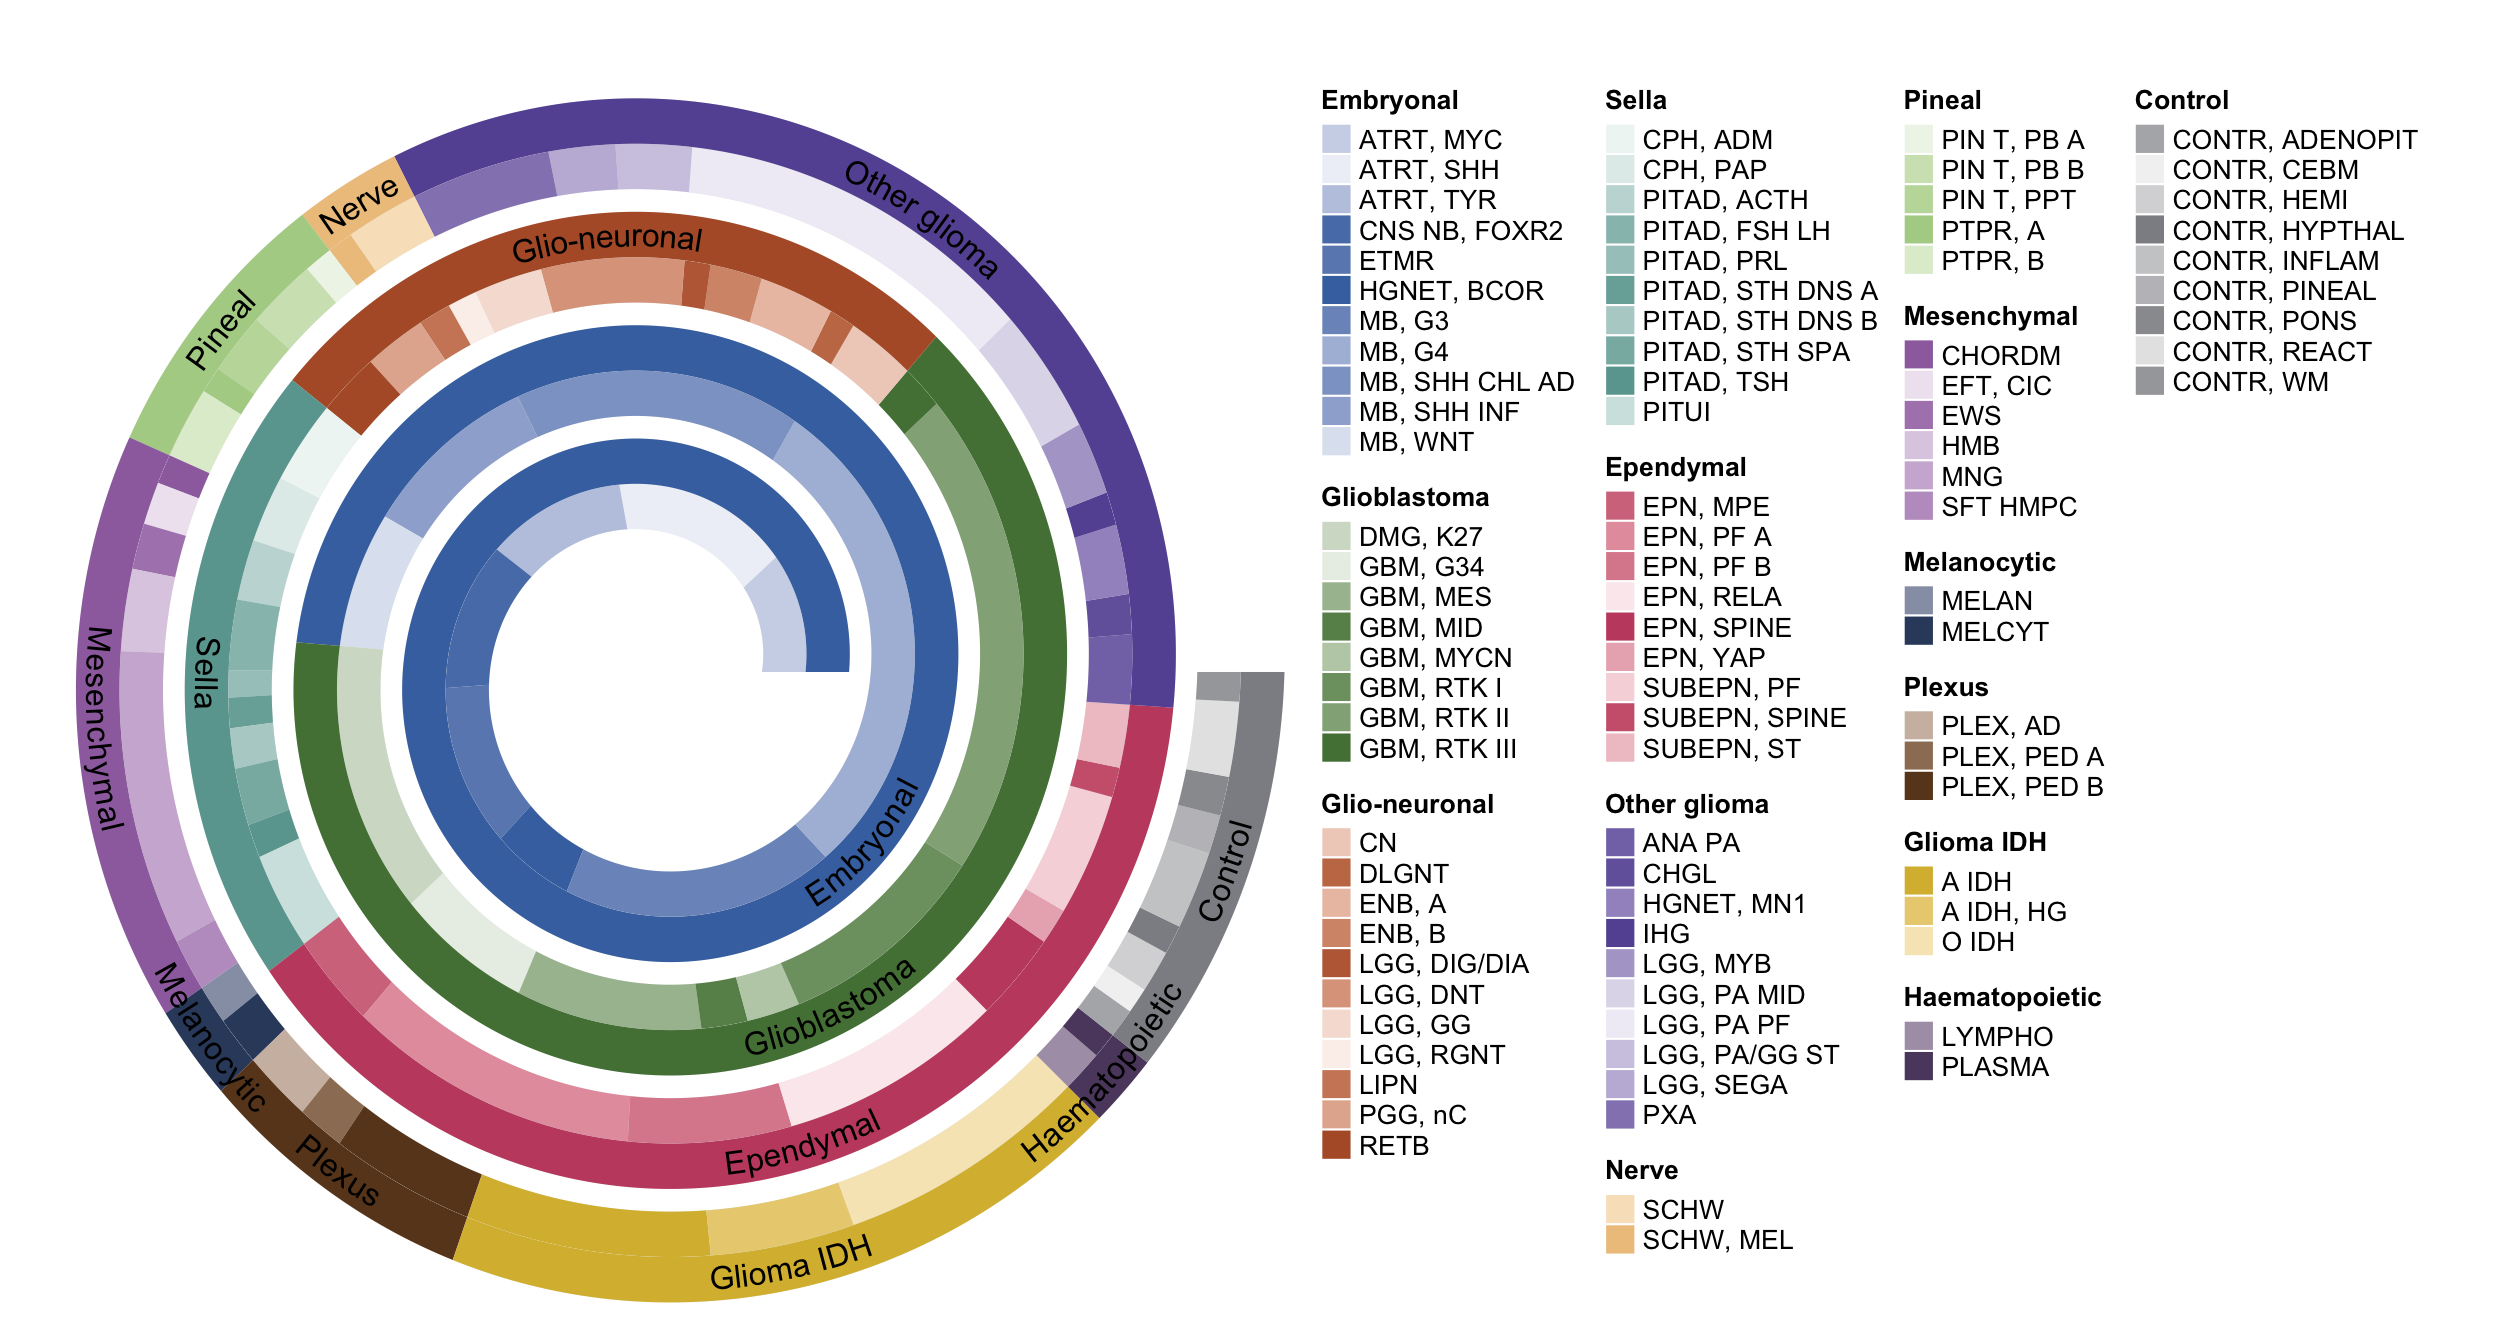 Other glioma
Nerve
Glio-neuronal
Pineal
Sella
Mesenchymal
Embryonal
Control
Glioblastoma
Melanocytic
Haematopoietic
Plexus
Ependymal
Glioma IDH
Embryonal
ATRT, MYC
ATRT, SHH
ATRT, TYR
CNS NB, FOXR2
ETMR
HGNET, BCOR
MB, G3
MB, G4
MB, SHH CHL AD
MB, SHH INF
MB, WNT
Glioblastoma
DMG, K27
GBM, G34
GBM, MES
GBM, MID
GBM, MYCN
GBM, RTK I
GBM, RTK II
GBM, RTK III
Glio-neuronal
CN
DLGNT
ENB, A
ENB, B
LGG, DIG/DIA
LGG, DNT
LGG, GG
LGG, RGNT
LIPN
PGG, nC
RETB
Sella
CPH, ADM
CPH, PAP
PITAD, ACTH
PITAD, FSH LH
PITAD, PRL
PITAD, STH DNS A
PITAD, STH DNS B
PITAD, STH SPA
PITAD, TSH
PITUI
Ependymal
EPN, MPE
EPN, PF A
EPN, PF B
EPN, RELA
EPN, SPINE
EPN, YAP
SUBEPN, PF
SUBEPN, SPINE
SUBEPN, ST
Other glioma
ANA PA
CHGL
HGNET, MN1
IHG
LGG, MYB
LGG, PA MID
LGG, PA PF
LGG, PA/GG ST
LGG, SEGA
PXA
Nerve
SCHW
SCHW, MEL
Pineal
PIN T, PB A
PIN T, PB B
PIN T, PPT
PTPR, A
PTPR, B
Mesenchymal
CHORDM
EFT, CIC
EWS
HMB
MNG
SFT HMPC
Melanocytic
MELAN
MELCYT
Plexus
PLEX, AD
PLEX, PED A
PLEX, PED B
Glioma IDH
A IDH
A IDH, HG
O IDH
Haematopoietic
LYMPHO
PLASMA
Control
CONTR, ADENOPIT
CONTR, CEBM
CONTR, HEMI
CONTR, HYPTHAL
CONTR, INFLAM
CONTR, PINEAL
CONTR, PONS
CONTR, REACT
CONTR, WM